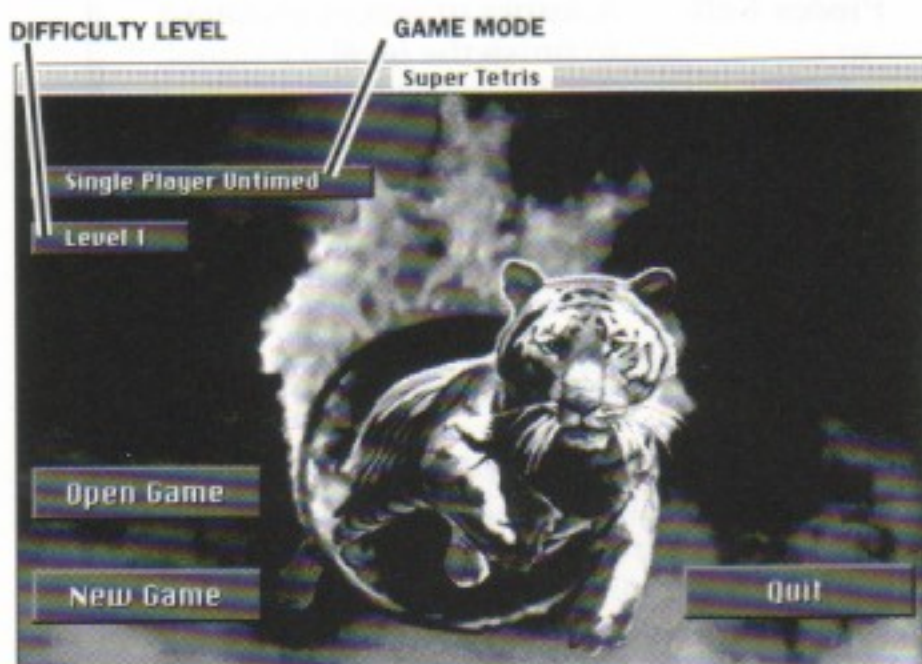 DIFFICULTY LEVEL
GAME MODE
Super Tetris
Single Player Untimed
Level 1
Open Game
New Game
Quit